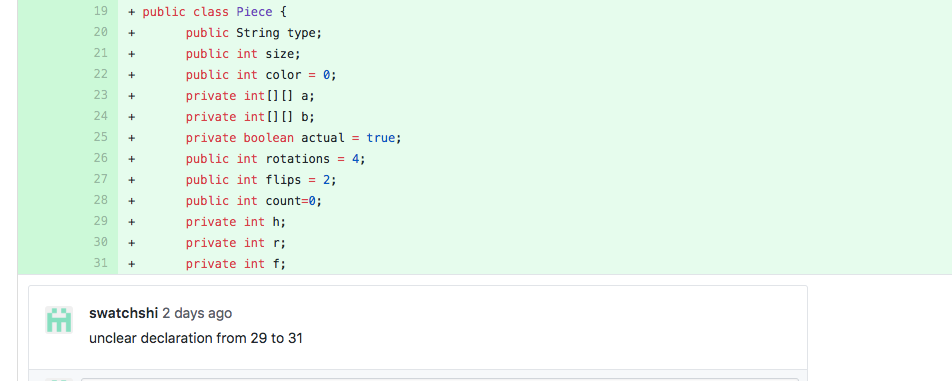 19 + public class Piece {
20 + public String type;
21 + public int size;
22 + public int color = 0;
23 + private int[][] a;
24 + private int[][] b;
25 + private boolean actual = true;
26 + public int rotations = 4;
27 + public int flips = 2;
28 + public int count=0;
29 + private int h;
30 + private int r;
31 + private int f;
swatchshi 2 days ago
unclear declaration from 29 to 31